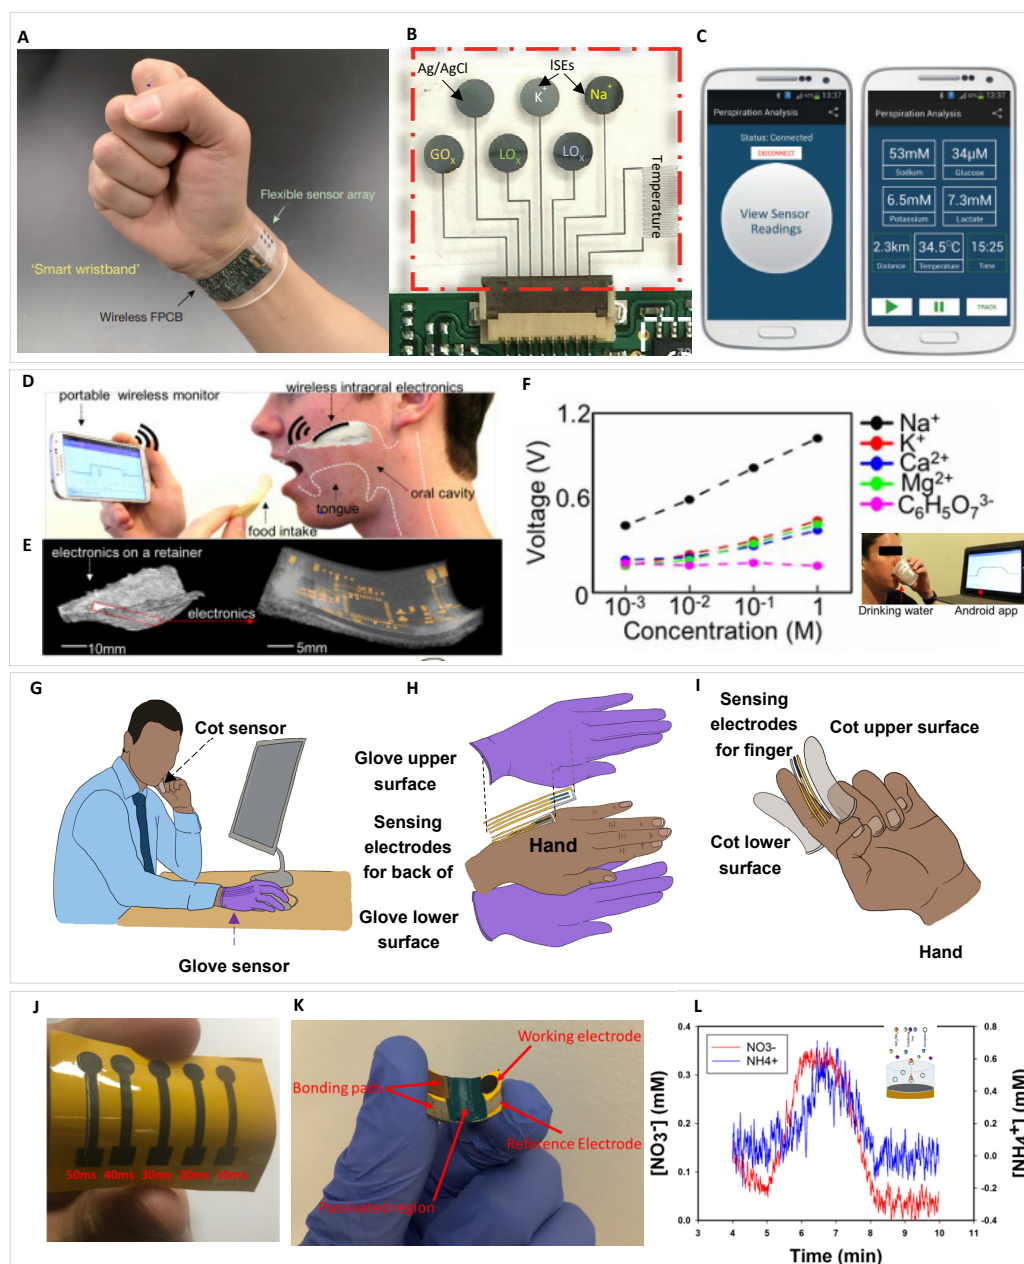 A
Flexible sensor array
'Smart wristband'
Wireless FPCB
B
Ag/AgCl
ISEs
K+
Na+
GOx
LOx
LOx
Temperature
C
13:37
Perspiration Analysis
Status: Connected
DISCONNECT
View Sensor
Readings
13:37
Perspiration Analysis
53mM
34µM
Sodium
Glucose
6.5mM
7.3mM
Potassium
Lactate
2.3km
34.5°C
15:25
Distance
Temperature
Time
TRACK
D
portable wireless monitor
wireless intraoral electronics
oral cavity
tongue
food intake
E
electronics on a retainer
electronics
10mm
5mm
F
1.2
0.6
0
Voltage (V)
10-3
10-2
10-1
1
Concentration (M)
Na+
K+
Ca2+
Mg2+
C6H5O73-
Drinking water
Android app
G
Cot sensor
Glove sensor
H
Glove upper
surface
Sensing
electrodes
for back of
Hand
Glove lower
surface
I
Sensing
electrodes
for finger
Cot upper surface
Cot lower
surface
Hand
J
50ms
40ms
30ms
20ms
10ms
K
Working electrode
Bonding pads
Reference Electrode
Passivated region
L
NO3-
NH4+
[NO3-] (mM)
0.4
0.3
0.2
0.1
0.0
0.8
0.6
0.4
0.2
0.0
-0.2
-0.4
[NH4+] (mM)
3
4
5
6
7
8
9
10
11
Time (min)